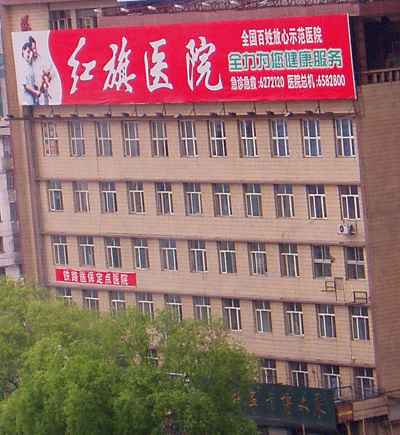 红旗医院
全国百姓放心示范医院
全力为您健康服务
急诊急救:6272120 医院总机:6582800
铁路医保定点医院